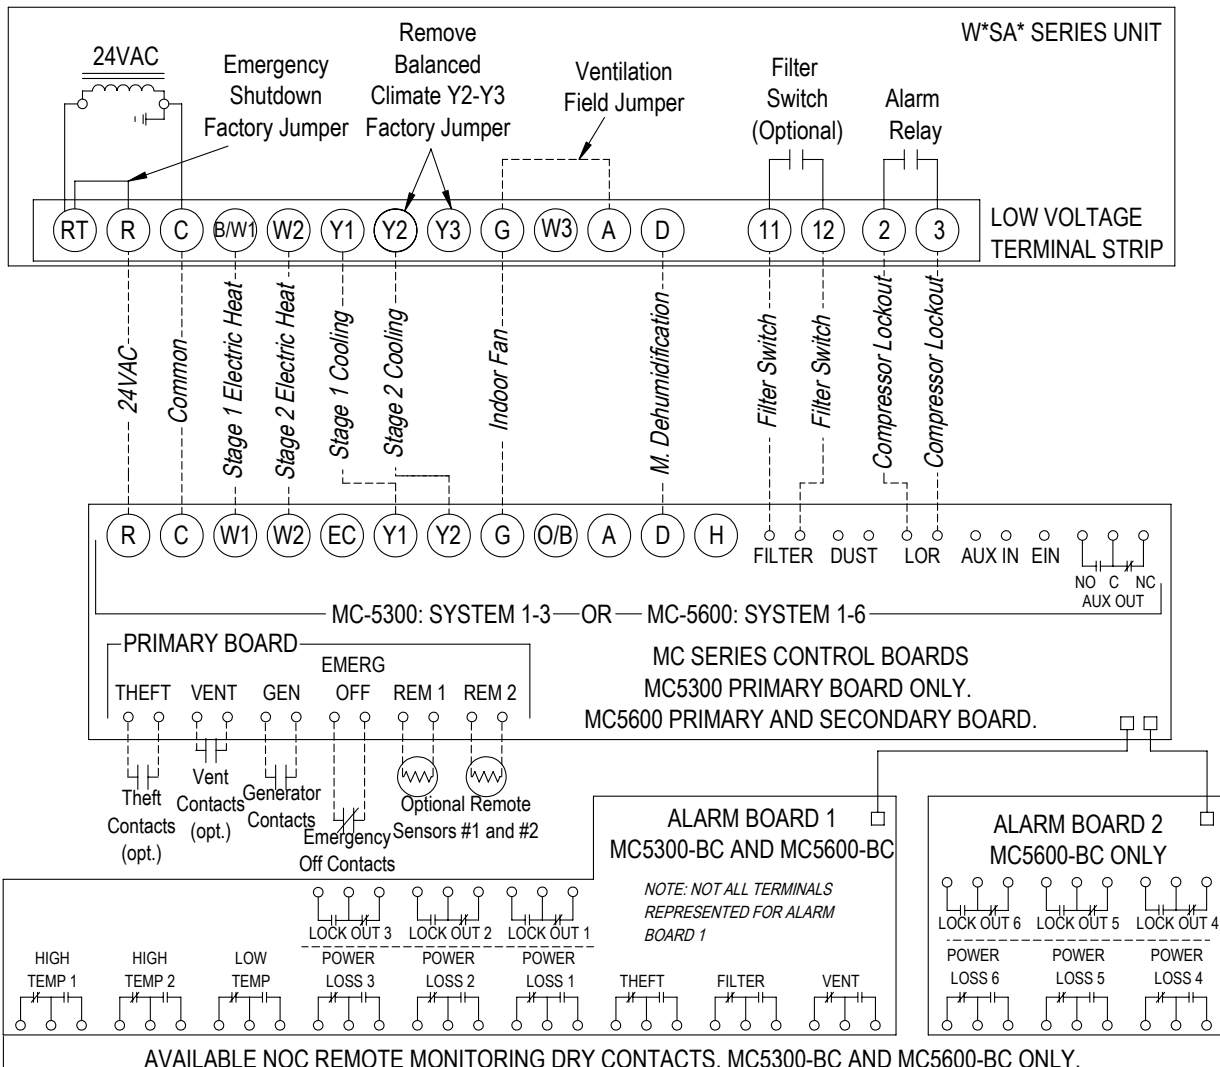 W*SA* SERIES UNIT
24VAC
Emergency
Shutdown
Factory Jumper
Remove
Balanced
Climate Y2-Y3
Factory Jumper
Ventilation
Field Jumper
Filter
Switch
(Optional)
Alarm
Relay
RT R C B/W1 W2 Y1 Y2 Y3 G W3 A D 11 12 2 3
LOW VOLTAGE
TERMINAL STRIP
24VAC
Common
Stage 1 Electric Heat
Stage 2 Electric Heat
Stage 1 Cooling
Stage 2 Cooling
Indoor Fan
M. Dehumidification
Filter Switch
Filter Switch
Compressor Lockout
Compressor Lockout
R C W1 W2 EC Y1 Y2 G O/B A D H
FILTER DUST LOR AUX IN EIN
NO C NC
AUX OUT
MC-5300: SYSTEM 1-3 OR MC-5600: SYSTEM 1-6
PRIMARY BOARD
MC SERIES CONTROL BOARDS
MC5300 PRIMARY BOARD ONLY.
MC5600 PRIMARY AND SECONDARY BOARD.
EMERG
THEFT VENT GEN OFF REM 1 REM 2
Theft
Contacts
(opt.)
Vent
Contacts
(opt.)
Generator
Contacts
Emergency
Off Contacts
Optional Remote
Sensors #1 and #2
ALARM BOARD 1
MC5300-BC AND MC5600-BC
NOTE: NOT ALL TERMINALS
REPRESENTED FOR ALARM
BOARD 1
ALARM BOARD 2
MC5600-BC ONLY
LOCK OUT 3 LOCK OUT 2 LOCK OUT 1
LOCK OUT 6 LOCK OUT 5 LOCK OUT 4
HIGH
TEMP 1
HIGH
TEMP 2
LOW
TEMP
POWER
LOSS 3
POWER
LOSS 2
POWER
LOSS 1
THEFT
FILTER
VENT
POWER
LOSS 6
POWER
LOSS 5
POWER
LOSS 4
AVAILABLE NOC REMOTE MONITORING DRY CONTACTS. MC5300-BC AND MC5600-BC ONLY.